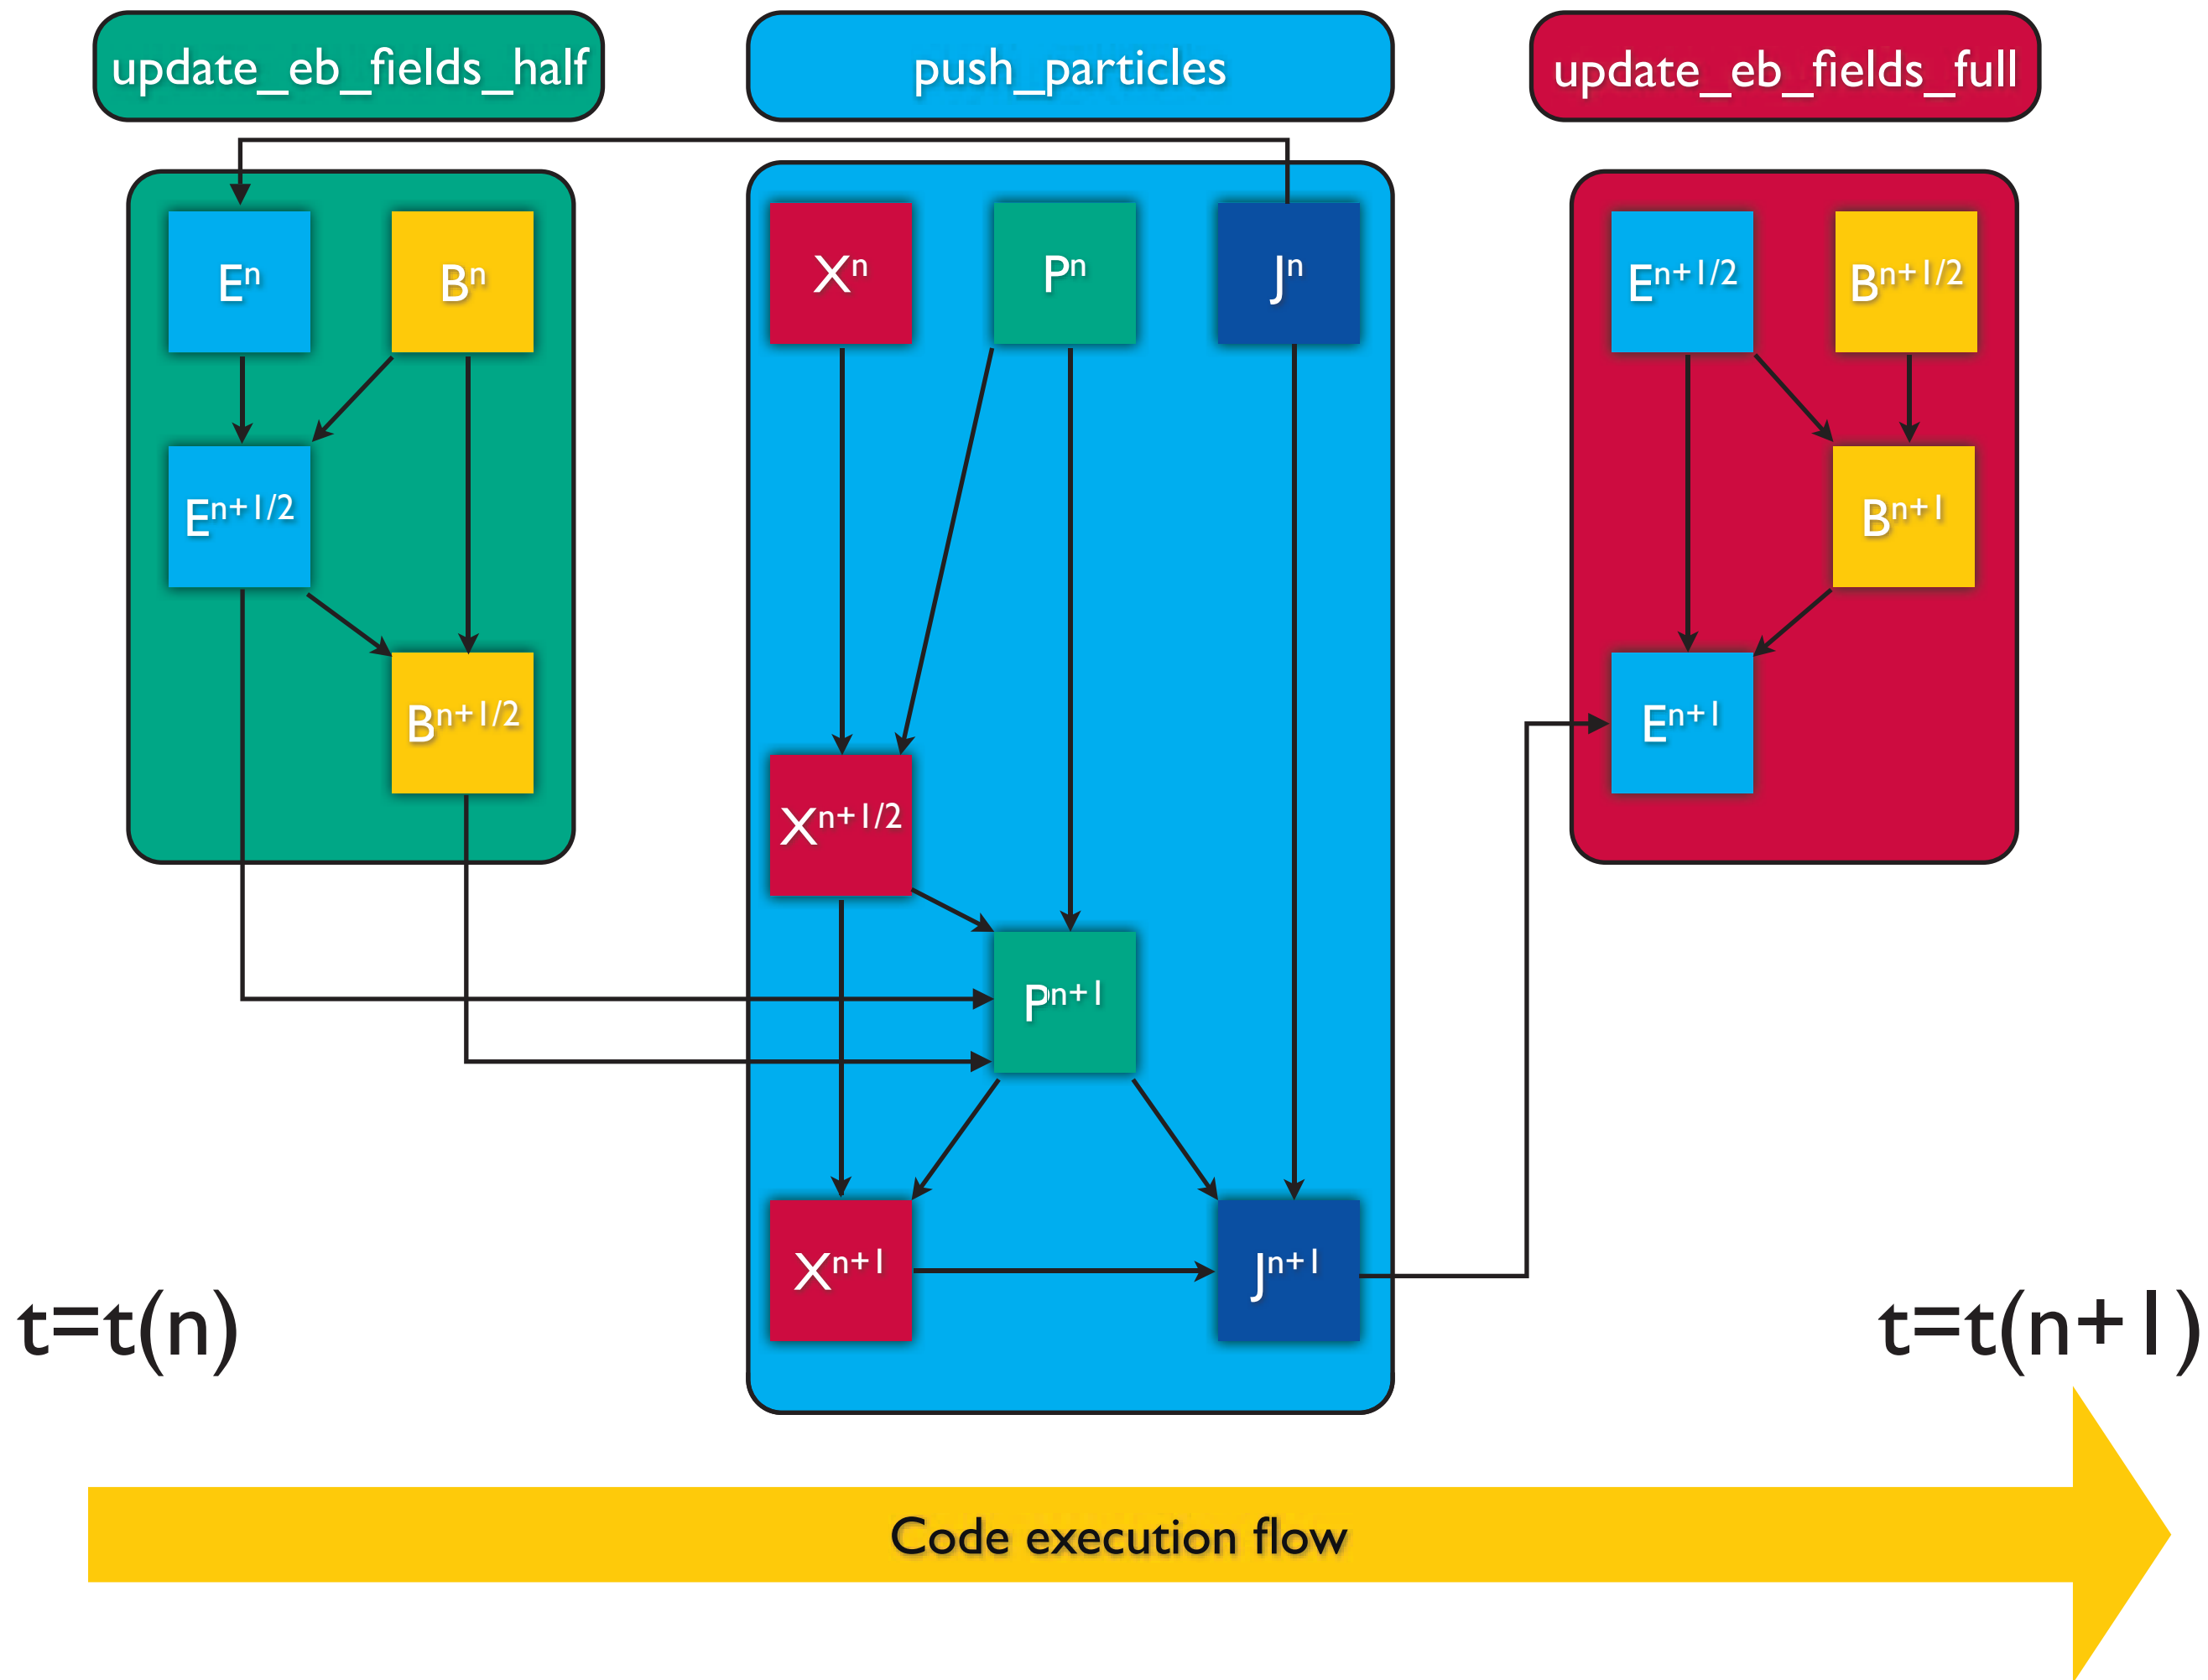 update_eb_fields_half
push_particles
update_eb_fields_full
Eⁿ
Bⁿ
Xⁿ
Pⁿ
Jⁿ
Eⁿ⁺¹/²
Bⁿ⁺¹/²
Eⁿ⁺¹/²
Bⁿ⁺¹
Bⁿ⁺¹/²
Eⁿ⁺¹
Xⁿ⁺¹/²
Pⁿ⁺¹
Xⁿ⁺¹
Jⁿ⁺¹
t=t(n)
t=t(n+1)
Code execution flow